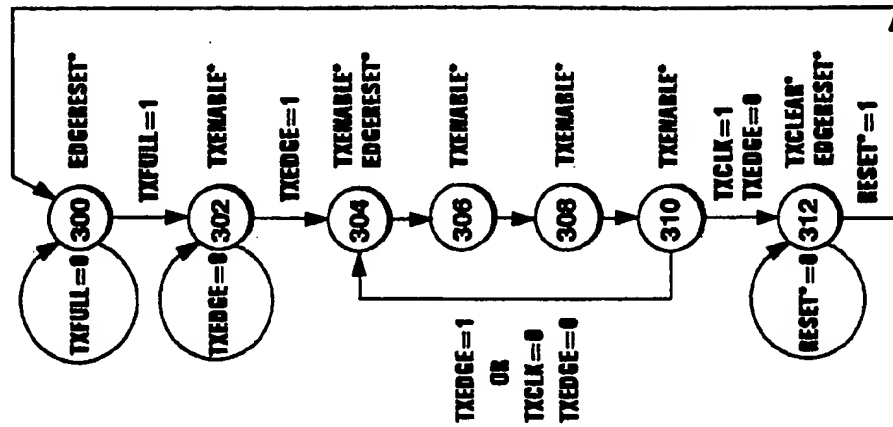 TXFULL=0
300
EDGERESET*
TXFULL=1
TXEDGE=0
302
TXENABLE*
TXEDGE=1
304
TXENABLE*
EDGERESET*
306
TXENABLE*
308
TXENABLE*
310
TXENABLE*
TXEDGE=1
OR
TXCLK=0
TXEDGE=0
TXCLK=1
TXEDGE=0
RESET*=0
312
TXCLEAR*
EDGERESET*
RESET*=1